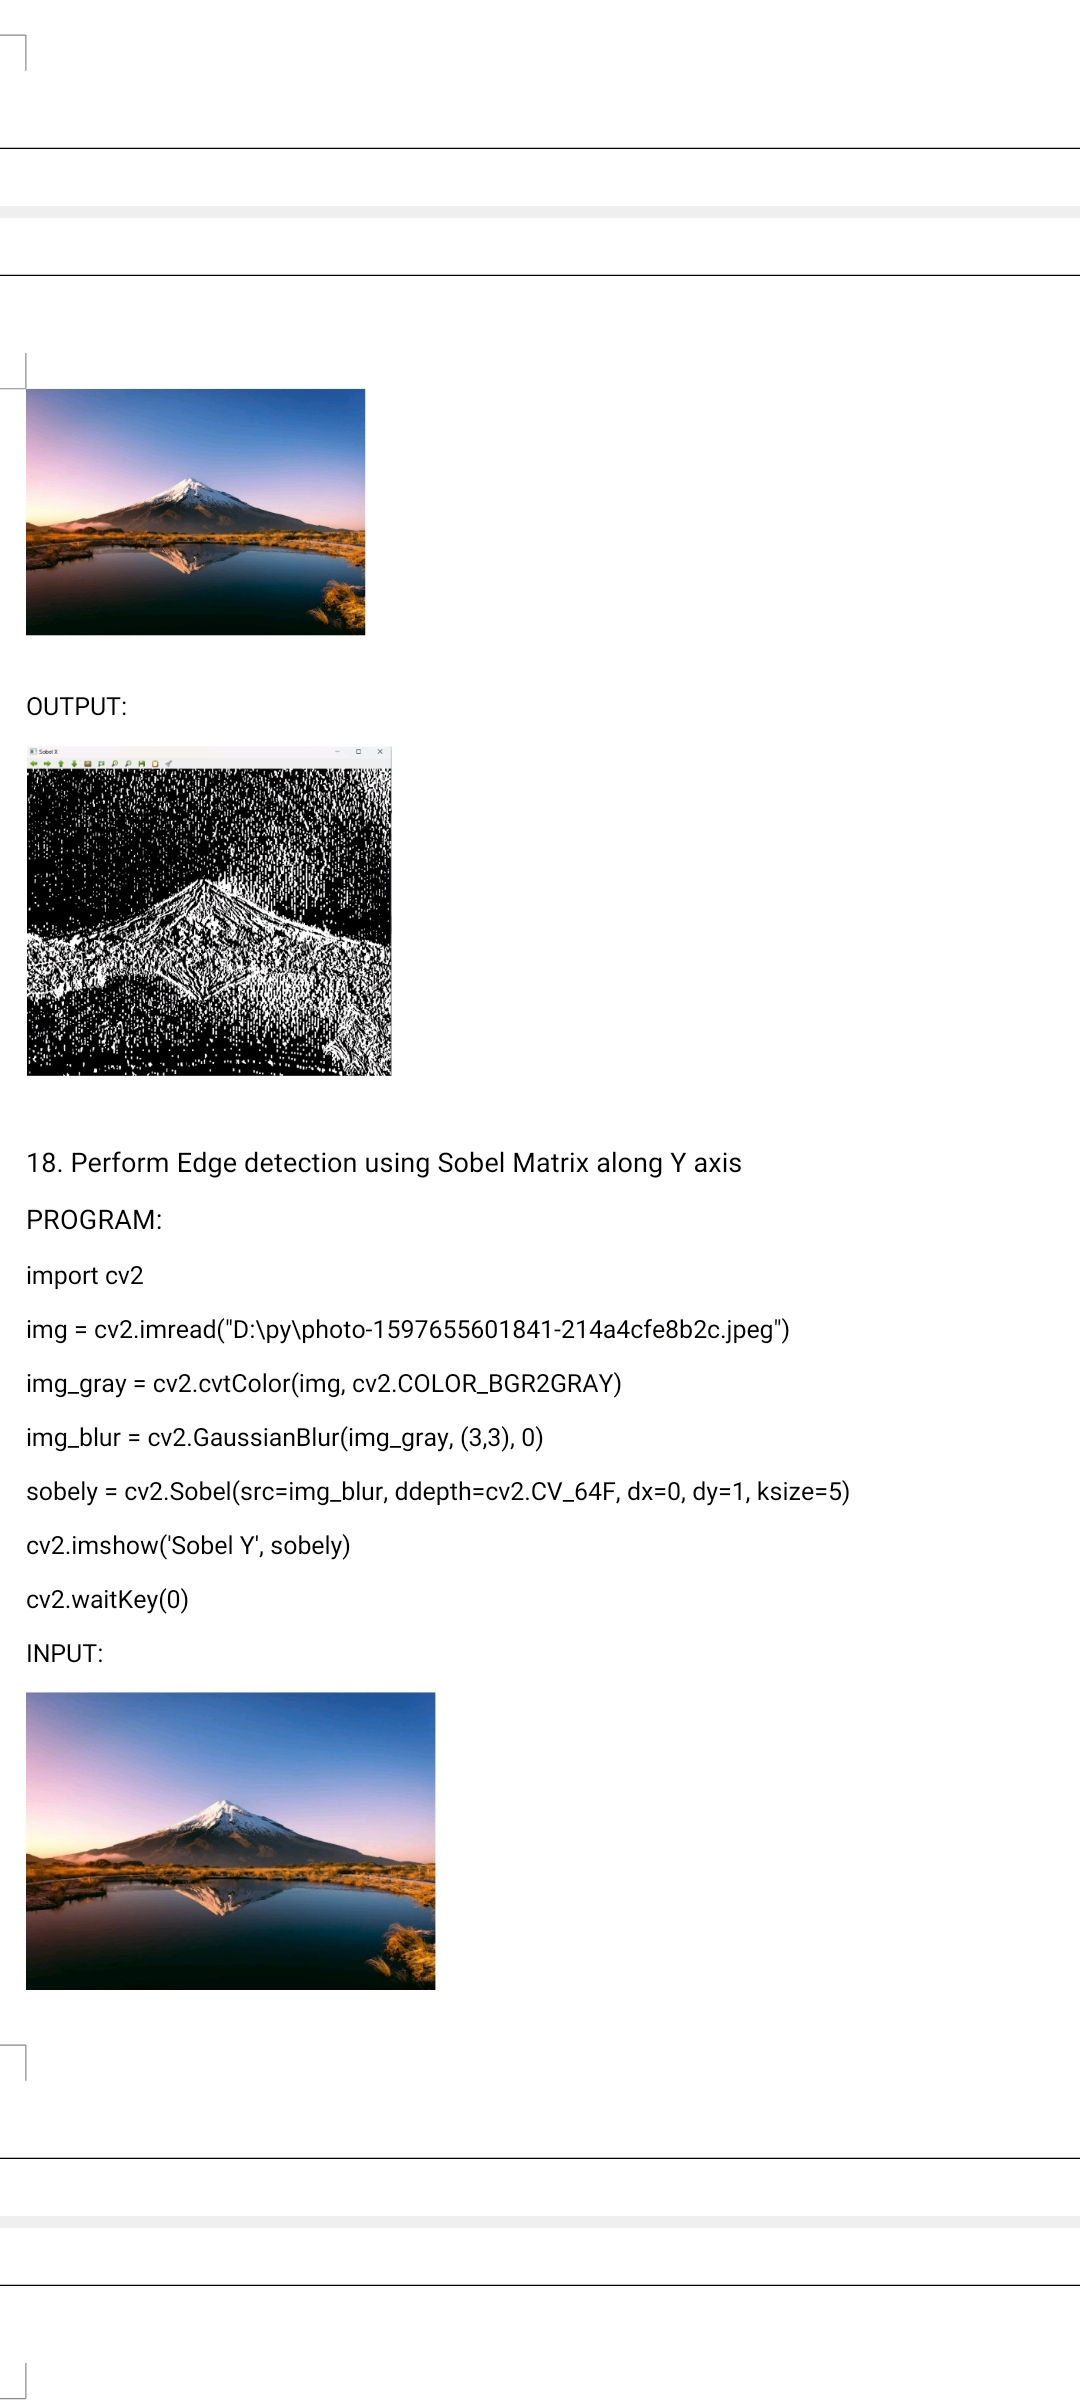 OUTPUT:
Sobel X
18. Perform Edge detection using Sobel Matrix along Y axis
PROGRAM:
import cv2
img = cv2.imread("D:\py\photo-1597655601841-214a4cfe8b2c.jpeg")
img_gray = cv2.cvtColor(img, cv2.COLOR_BGR2GRAY)
img_blur = cv2.GaussianBlur(img_gray, (3,3), 0)
sobely = cv2.Sobel(src=img_blur, ddepth=cv2.CV_64F, dx=0, dy=1, ksize=5)
cv2.imshow('Sobel Y', sobely)
cv2.waitKey(0)
INPUT: